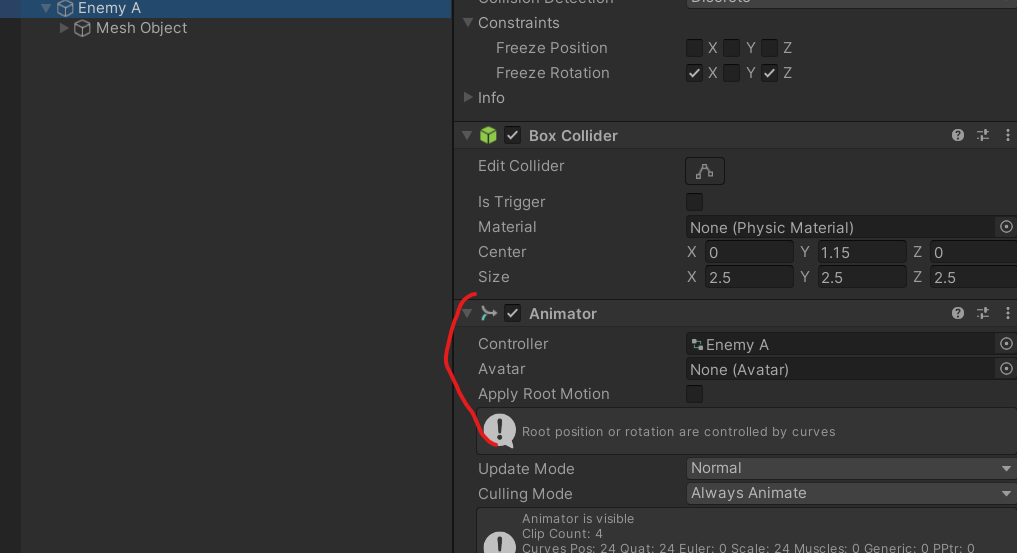 Enemy A
Mesh Object
Constraints
Freeze Position X Y Z
Freeze Rotation X Y Z
Info
Box Collider
Edit Collider
Is Trigger
Material None (Physic Material)
Center X 0 Y 1.15 Z 0
Size X 2.5 Y 2.5 Z 2.5
Animator
Controller Enemy A
Avatar None (Avatar)
Apply Root Motion
Root position or rotation are controlled by curves
Update Mode Normal
Culling Mode Always Animate
Animator is visible
Clip Count: 4
Curves Pos: 24 Quat: 24 Euler: 0 Scale: 24 Muscles: 0 Generic: 0 PPtr: 0